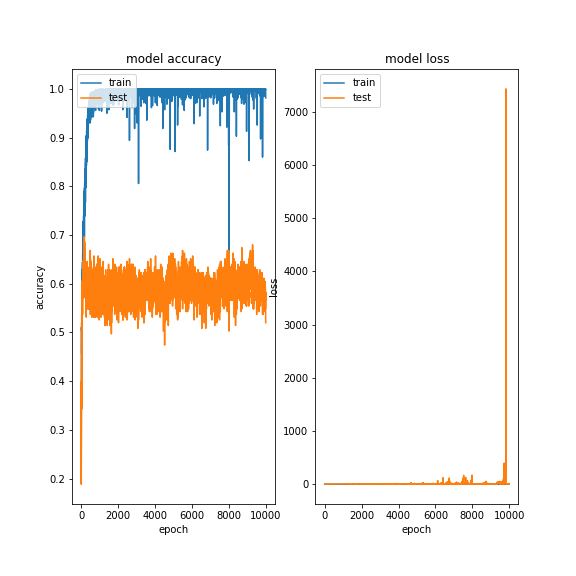 model accuracy
train
test
1.0
0.9
0.8
0.7
0.6
0.5
0.4
0.3
0.2
accuracy
0 2000 4000 6000 8000 10000
epoch
model loss
train
test
7000
6000
5000
4000
3000
2000
1000
0
loss
0 2000 4000 6000 8000 10000
epoch